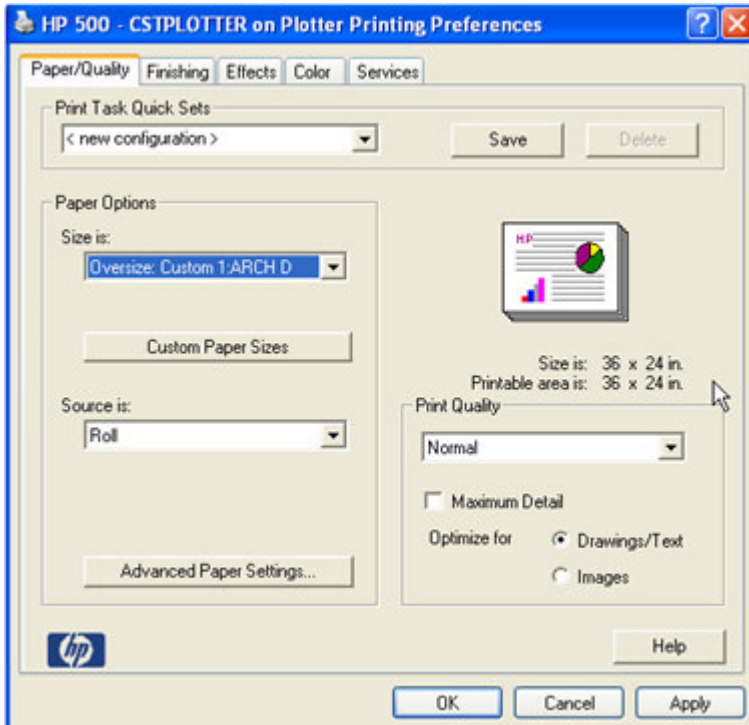 HP 500 - CSTPLOTTER on Plotter Printing Preferences
Paper/Quality Finishing Effects Color Services
Print Task Quick Sets
< new configuration > Save Delete
Paper Options
Size is:
Oversize: Custom 1:ARCH D
HP
Custom Paper Sizes
Size is: 36 x 24 in.
Printable area is: 36 x 24 in.
Source is:
Roll
Print Quality
Normal
Maximum Detail
Optimize for Drawings/Text
Images
Advanced Paper Settings...
hp
Help
OK Cancel Apply